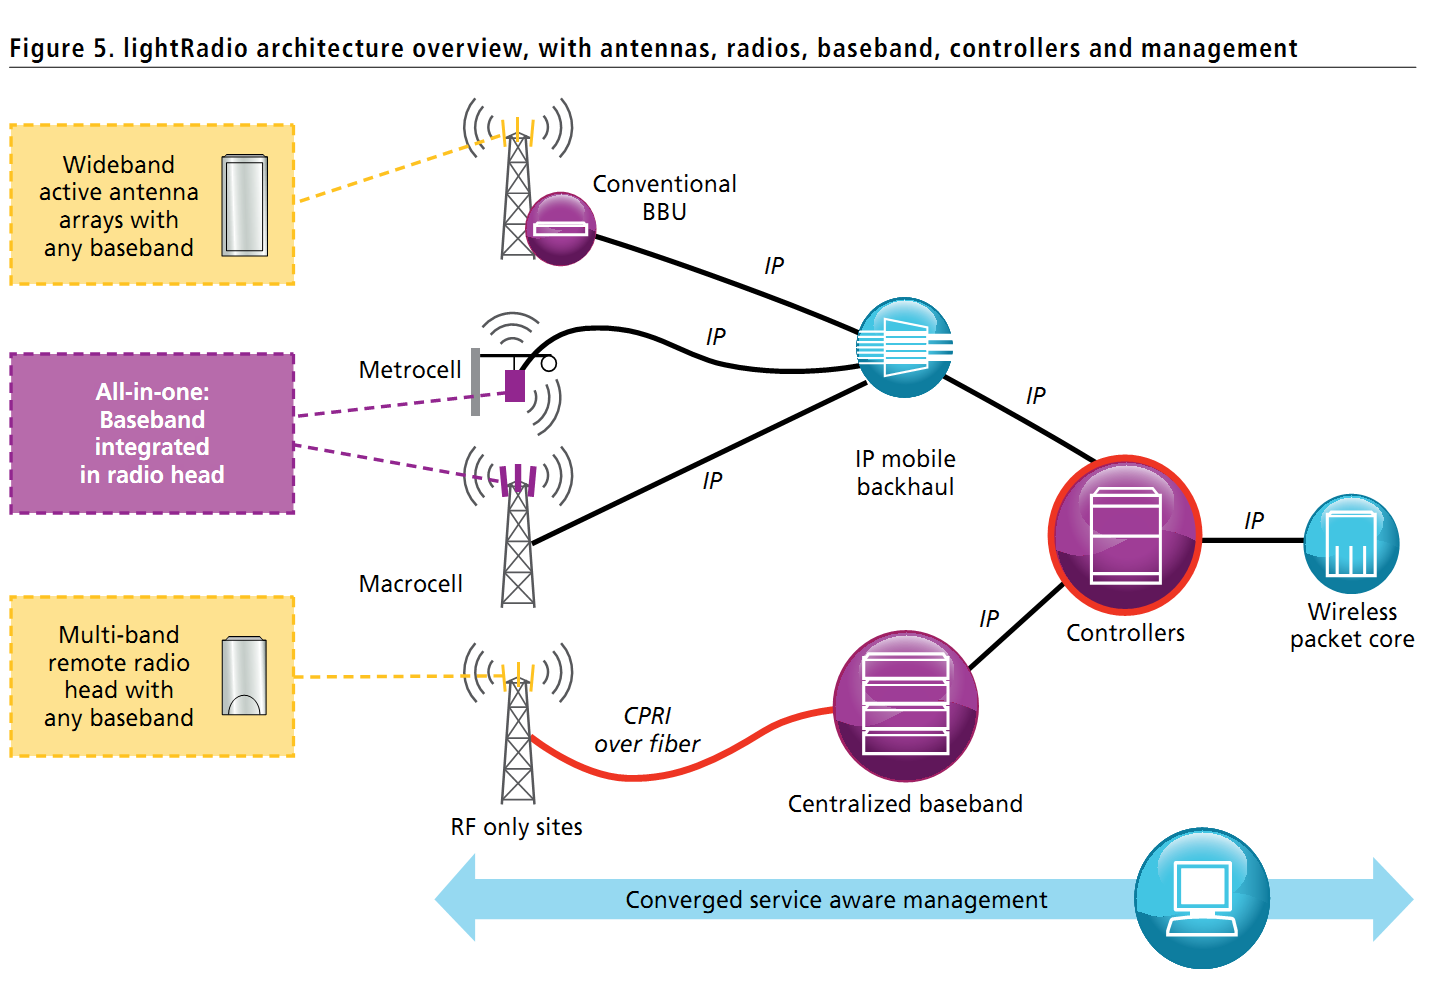 Figure 5. lightRadio architecture overview, with antennas, radios, baseband, controllers and management
Wideband
active antenna
arrays with
any baseband
Conventional
BBU
IP
Metrocell
IP
All-in-one:
Baseband
integrated
in radio head
IP
IP mobile
backhaul
IP
Macrocell
IP
Wireless
packet core
Controllers
IP
Multi-band
remote radio
head with
any baseband
CPRI
over fiber
Centralized baseband
RF only sites
Converged service aware management